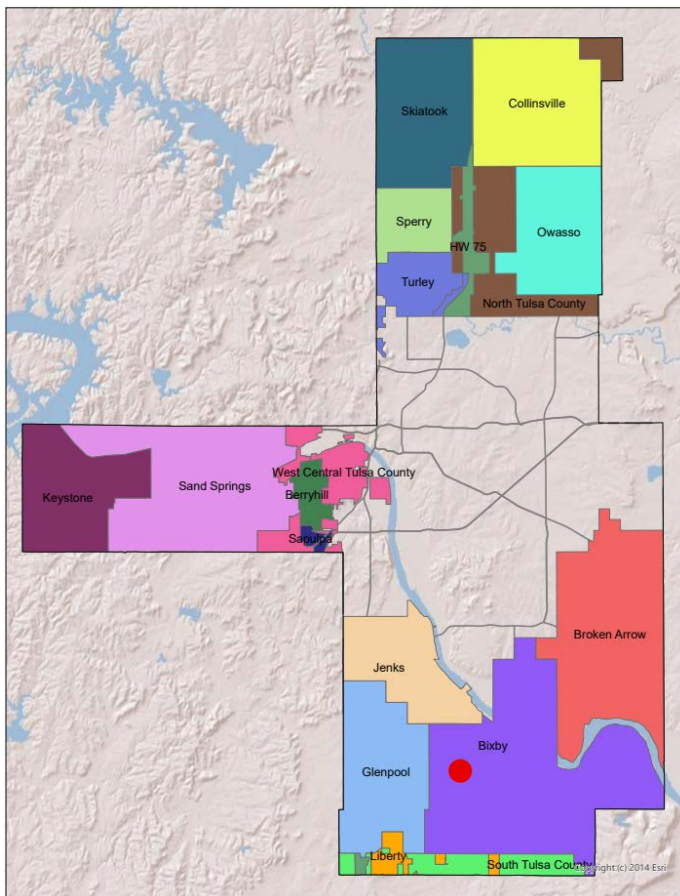 Collinsville
Skiatook
Sperry
Owasso
HW 75
Turley
North Tulsa County
West Central Tulsa County
Sand Springs
Keystone
Berryhill
Sapulpa
Broken Arrow
Jenks
Bixby
Glenpool
Liberty
South Tulsa County
Copyright:(c) 2014 Esri